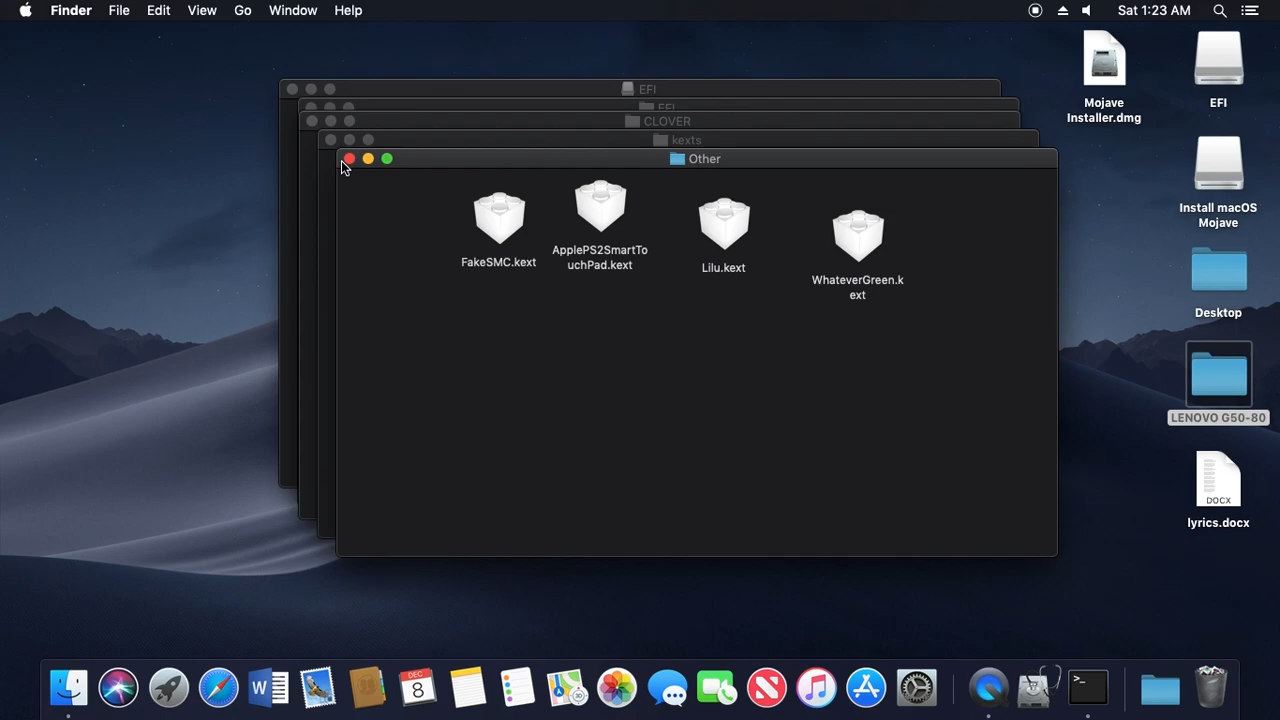 Finder File Edit View Go Window Help
Sat 1:23 AM
Mojave
Installer.dmg
EFI
EFI
EFI
CLOVER
kexts
Other
FakeSMC.kext
ApplePS2SmartTo
uchPad.kext
Lilu.kext
WhateverGreen.k
ext
Install macOS
Mojave
Desktop
LENOVO G50-80
DOCX
lyrics.docx
W
DEC
8
>_